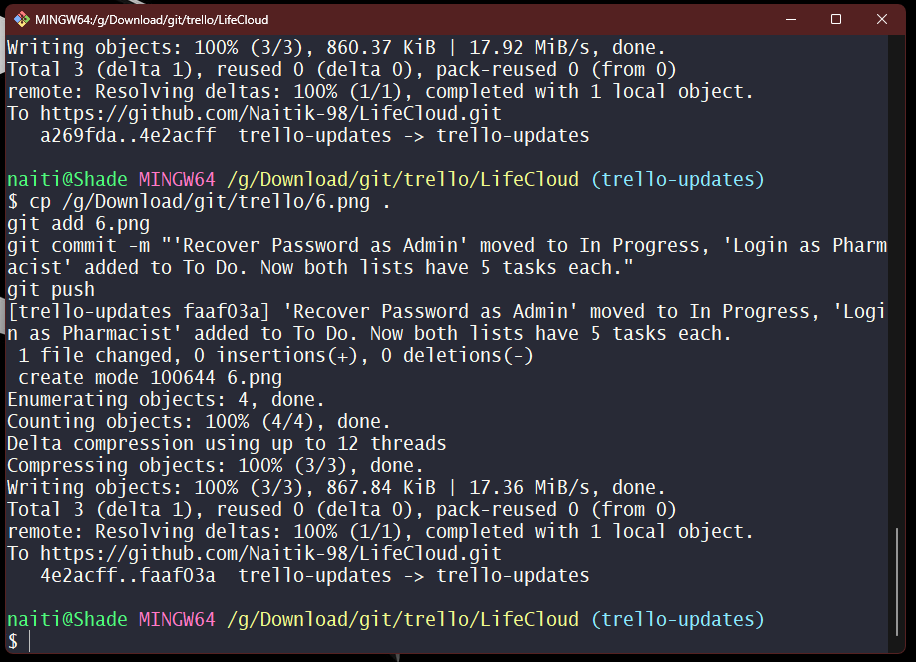 MINGW64:/g/Download/git/trello/LifeCloud
Writing objects: 100% (3/3), 860.37 KiB | 17.92 MiB/s, done.
Total 3 (delta 1), reused 0 (delta 0), pack-reused 0 (from 0)
remote: Resolving deltas: 100% (1/1), completed with 1 local object.
To https://github.com/Naitik-98/LifeCloud.git
   a269fda..4e2acff  trello-updates -> trello-updates

naiti@Shade MINGW64 /g/Download/git/trello/LifeCloud (trello-updates)
$ cp /g/Download/git/trello/6.png .
git add 6.png
git commit -m "'Recover Password as Admin' moved to In Progress, 'Login as Pharm
acist' added to To Do. Now both lists have 5 tasks each."
git push
[trello-updates faaf03a] 'Recover Password as Admin' moved to In Progress, 'Logi
n as Pharmacist' added to To Do. Now both lists have 5 tasks each.
 1 file changed, 0 insertions(+), 0 deletions(-)
 create mode 100644 6.png
Enumerating objects: 4, done.
Counting objects: 100% (4/4), done.
Delta compression using up to 12 threads
Compressing objects: 100% (3/3), done.
Writing objects: 100% (3/3), 867.84 KiB | 17.36 MiB/s, done.
Total 3 (delta 1), reused 0 (delta 0), pack-reused 0 (from 0)
remote: Resolving deltas: 100% (1/1), completed with 1 local object.
To https://github.com/Naitik-98/LifeCloud.git
   4e2acff..faaf03a  trello-updates -> trello-updates

naiti@Shade MINGW64 /g/Download/git/trello/LifeCloud (trello-updates)
$